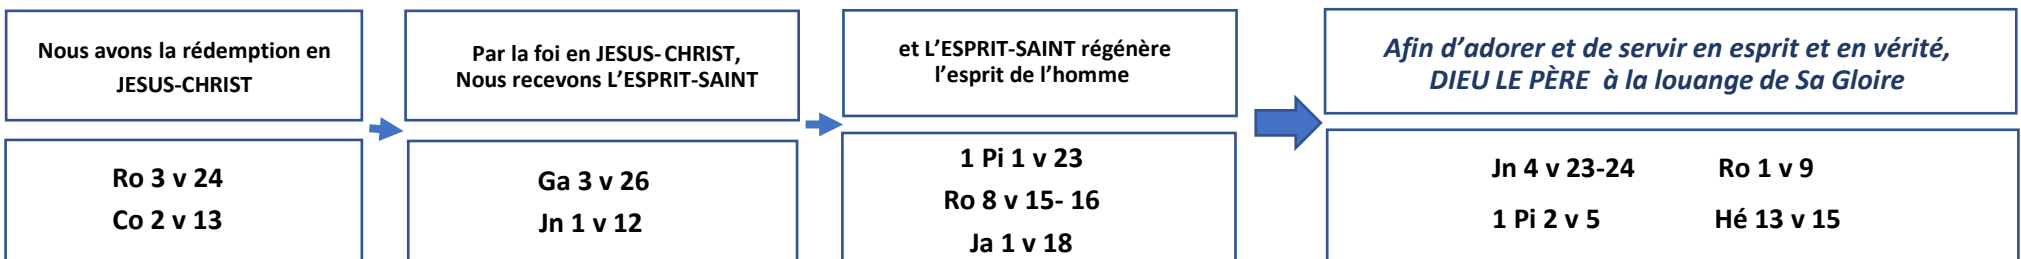 Nous avons la rédemption en
JESUS-CHRIST
Ro 3 v 24
Co 2 v 13
Par la foi en JESUS-CHRIST,
Nous recevons L'ESPRIT-SAINT
Ga 3 v 26
Jn 1 v 12
et L'ESPRIT-SAINT régénère
l'esprit de l'homme
1 Pi 1 v 23
Ro 8 v 15- 16
Ja 1 v 18
Afin d'adorer et de servir en esprit et en vérité,
DIEU LE PÈRE à la louange de Sa Gloire
Jn 4 v 23-24 Ro 1 v 9
1 Pi 2 v 5 Hé 13 v 15